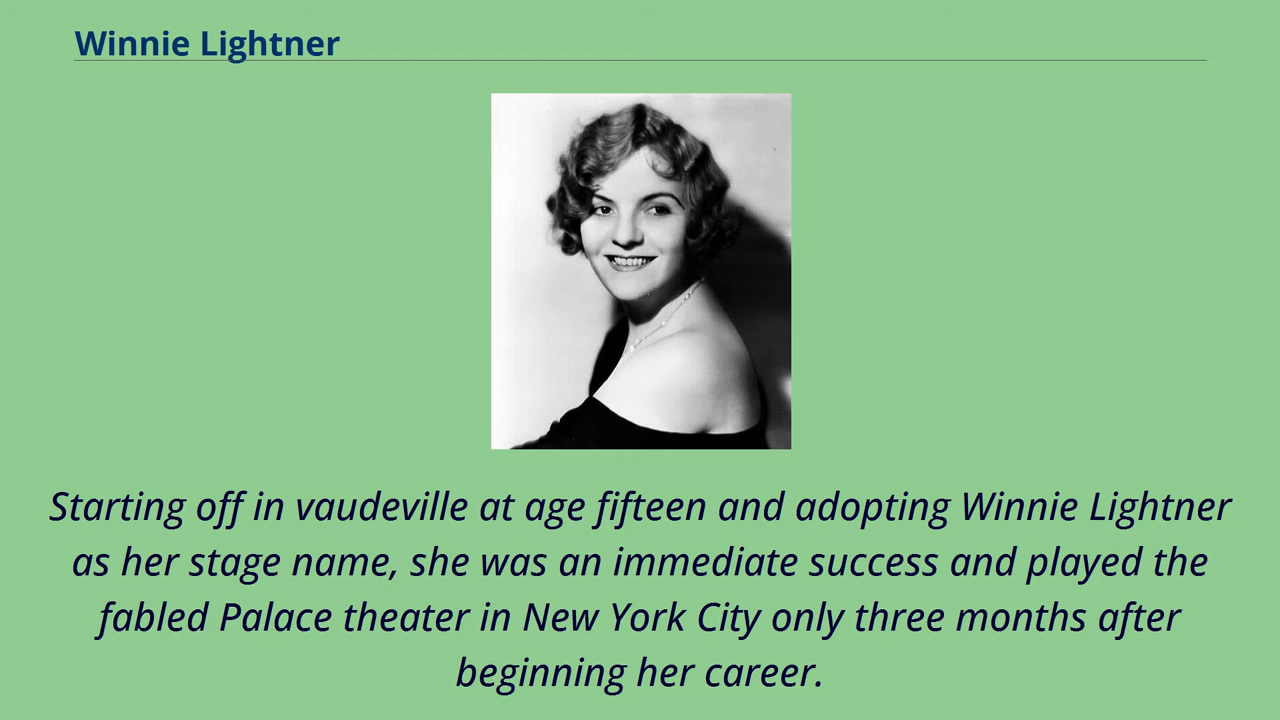 Winnie Lightner
Starting off in vaudeville at age fifteen and adopting Winnie Lightner
as her stage name, she was an immediate success and played the
fabled Palace theater in New York City only three months after
beginning her career.